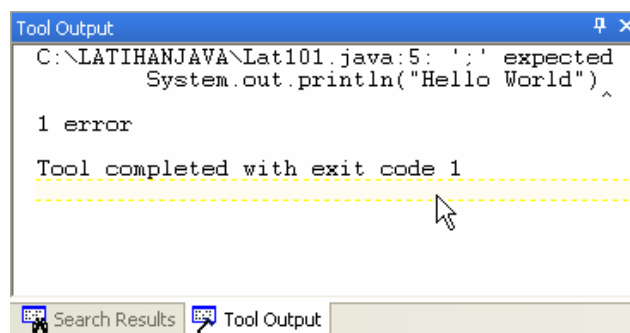 Tool Output
C:\LATIHANJAVA\Lat101.java:5: ';' expected
System.out.println("Hello World")
^
1 error
Tool completed with exit code 1
Search Results Tool Output